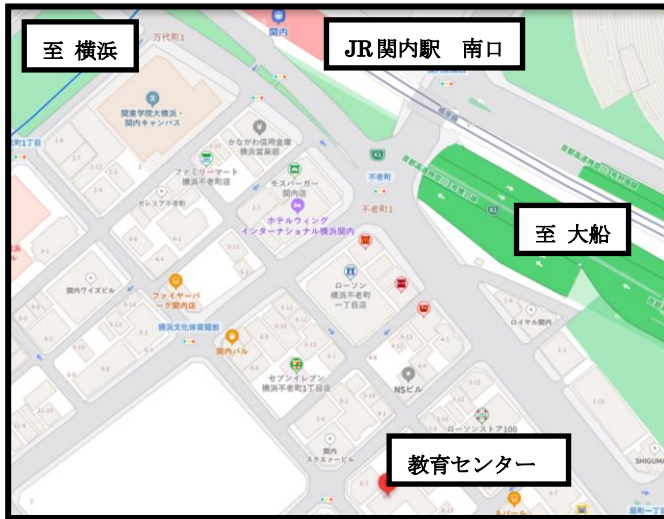 至 横浜
JR関内駅 南口
関内
万代町1
関東学院大横浜・
関内キャンパス
かながわ信用金庫
横浜営業部
ファミリーマート
横浜不老町店
モスバーガー
関内店
ガレリア不老町
ホテルウィング
インターナショナル横浜関内
不老町
不老町1
至 大船
関内ワイズビル
ファイヤーバ
ーグ関内店
ローソン
横浜不老町
一丁目店
ロイヤル関内
横浜文化体育館前
関内バル
セブンイレブン
横浜不老町1丁目店
NSビル
ローソンストア100
関内
スクエアービル
教育センター
SHIGUMA
扇町一丁目